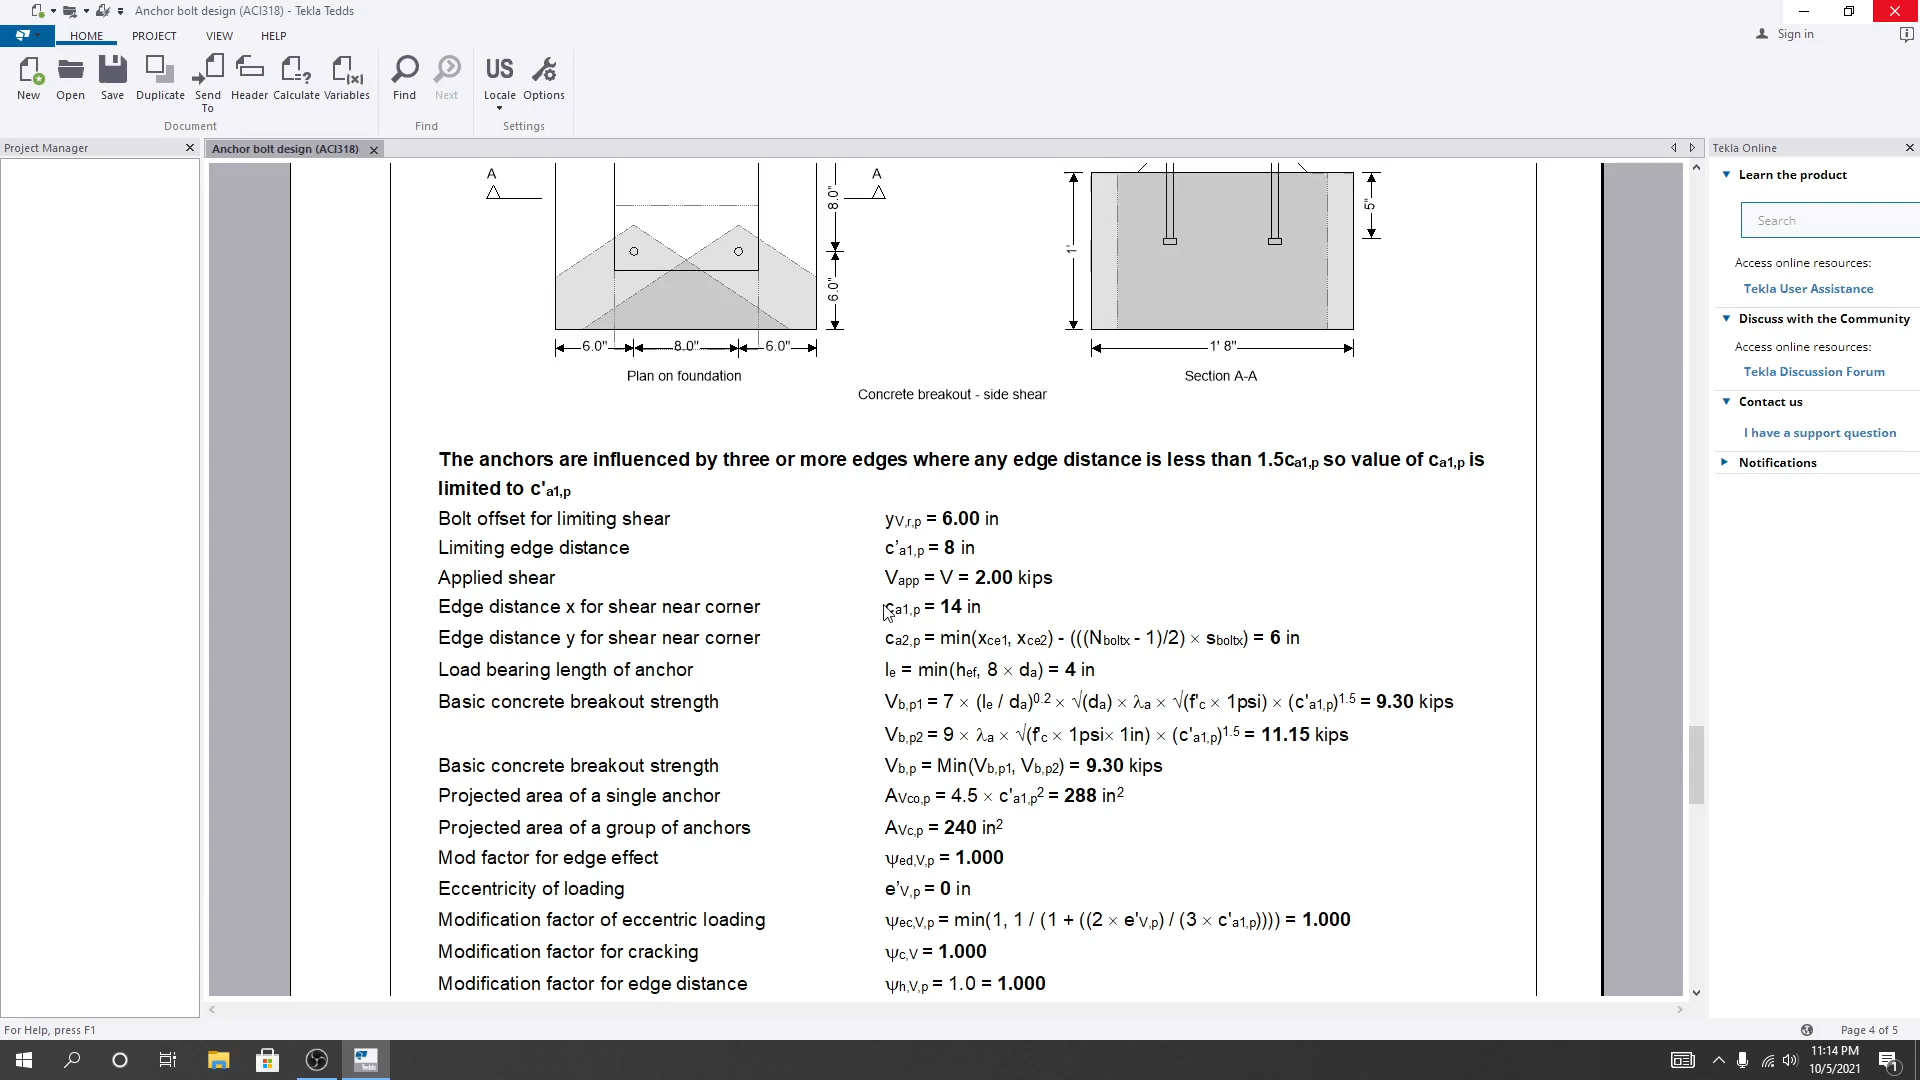 Anchor bolt design (ACI318) - Tekla Tedds
HOME PROJECT VIEW HELP
Sign in
New Open Save Duplicate Send To Header Calculate Variables Find Next US Locale Options
Document Find Settings
Project Manager
Anchor bolt design (ACI318)
Tekla Online
Learn the product
Search
Access online resources:
Tekla User Assistance
Discuss with the Community
Access online resources:
Tekla Discussion Forum
Contact us
I have a support question
Notifications
A A 8.0" 5"
6.0" 1'
6.0" 8.0" 6.0" 1' 8"
Plan on foundation Section A-A
Concrete breakout - side shear
The anchors are influenced by three or more edges where any edge distance is less than 1.5ca1,p so value of ca1,p is
limited to c'a1,p
Bolt offset for limiting shear yV,r,p = 6.00 in
Limiting edge distance c'a1,p = 8 in
Applied shear Vapp = V = 2.00 kips
Edge distance x for shear near corner ca1,p = 14 in
Edge distance y for shear near corner ca2,p = min(xce1, xce2) - (((Nboltx - 1)/2) × sboltx) = 6 in
Load bearing length of anchor le = min(hef, 8 × da) = 4 in
Basic concrete breakout strength Vb,p1 = 7 × (le / da)0.2 × √(da) × λa × √(f'c × 1psi) × (c'a1,p)1.5 = 9.30 kips
Vb,p2 = 9 × λa × √(f'c × 1psi× 1in) × (c'a1,p)1.5 = 11.15 kips
Basic concrete breakout strength Vb,p = Min(Vb,p1, Vb,p2) = 9.30 kips
Projected area of a single anchor AVco,p = 4.5 × c'a1,p2 = 288 in2
Projected area of a group of anchors AVc,p = 240 in2
Mod factor for edge effect ψed,V,p = 1.000
Eccentricity of loading e'V,p = 0 in
Modification factor of eccentric loading ψec,V,p = min(1, 1 / (1 + ((2 × e'V,p) / (3 × c'a1,p)))) = 1.000
Modification factor for cracking ψc,V = 1.000
Modification factor for edge distance ψh,V,p = 1.0 = 1.000
For Help, press F1
Page 4 of 5
Tedds
11:14 PM
10/5/2021
1